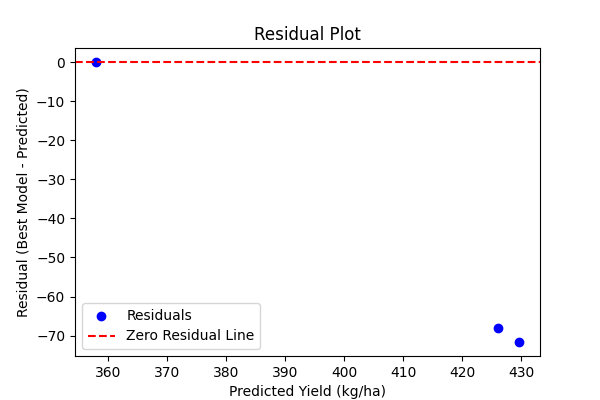 Residual Plot
Residual (Best Model - Predicted)
0
−10
−20
−30
−40
−50
−60
−70
Residuals
Zero Residual Line
360 370 380 390 400 410 420 430
Predicted Yield (kg/ha)